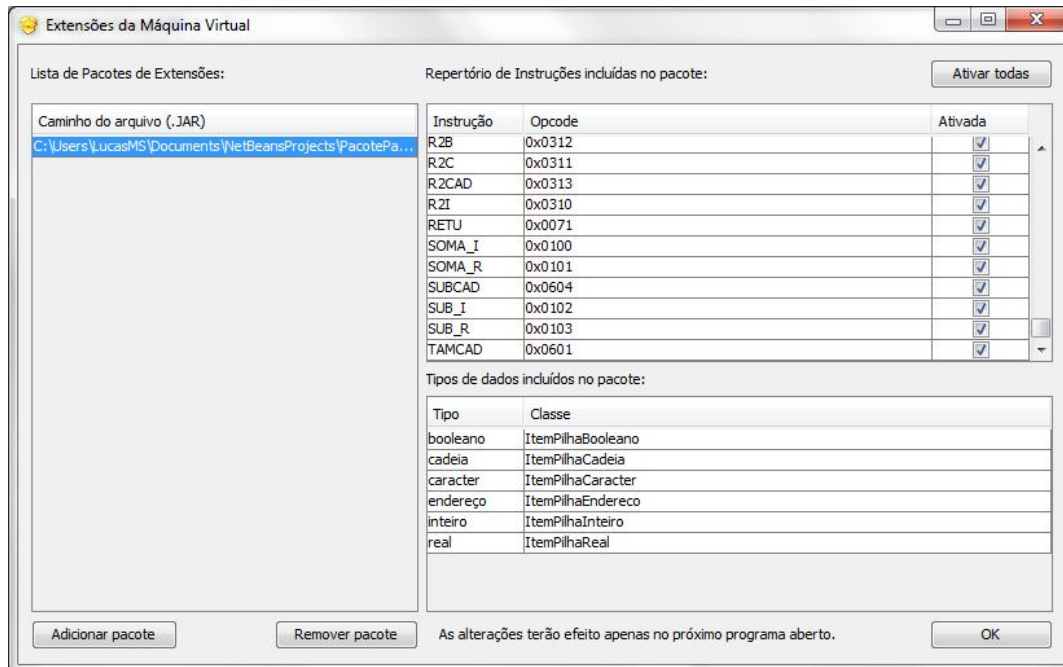 Extensões da Máquina Virtual
Lista de Pacotes de Extensões:
Repertório de Instruções incluídas no pacote:
Ativar todas
Caminho do arquivo (.JAR)
C:\Users\LucasMS\Documents\NetBeansProjects\PacotePa...
Instrução Opcode Ativada
R2B 0x0312
R2C 0x0311
R2CAD 0x0313
R2I 0x0310
RETU 0x0071
SOMA_I 0x0100
SOMA_R 0x0101
SUBCAD 0x0604
SUB_I 0x0102
SUB_R 0x0103
TAMCAD 0x0601
Tipos de dados incluídos no pacote:
Tipo Classe
booleano ItemPilhaBooleano
cadeia ItemPilhaCadeia
caracter ItemPilhaCaracter
endereço ItemPilhaEndereco
inteiro ItemPilhaInteiro
real ItemPilhaReal
Adicionar pacote
Remover pacote
As alterações terão efeito apenas no próximo programa aberto.
OK